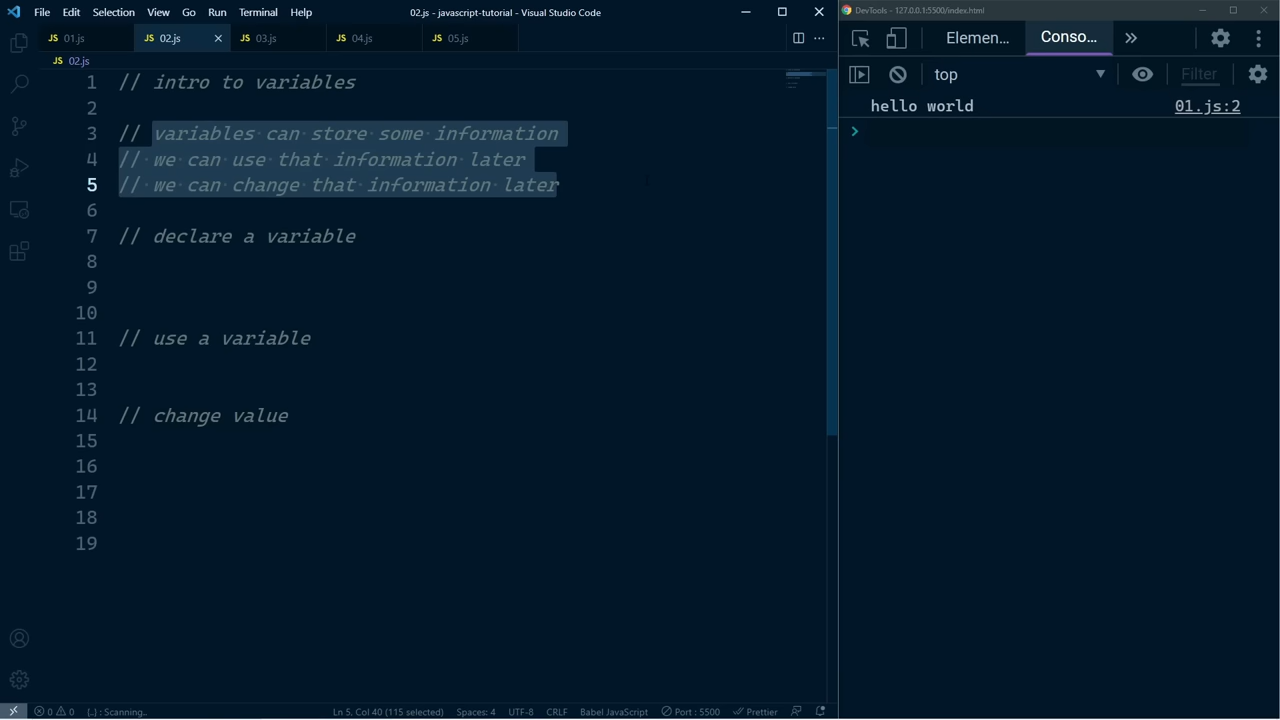 File Edit Selection View Go Run Terminal Help 02.js - javascript-tutorial - Visual Studio Code
JS 01.js JS 02.js JS 03.js JS 04.js JS 05.js
JS 02.js
1 // intro to variables
2
3 // variables can store some information
4 // we can use that information later
5 // we can change that information later
6
7 // declare a variable
8
9
10
11 // use a variable
12
13
14 // change value
15
16
17
18
19
0 0 {..} : Scanning.. Ln 5, Col 40 (115 selected) Spaces: 4 UTF-8 CRLF Babel JavaScript Port : 5500 Prettier
DevTools - 127.0.0.1:5500/index.html
Elemen... Conso...
top Filter
hello world 01.js:2